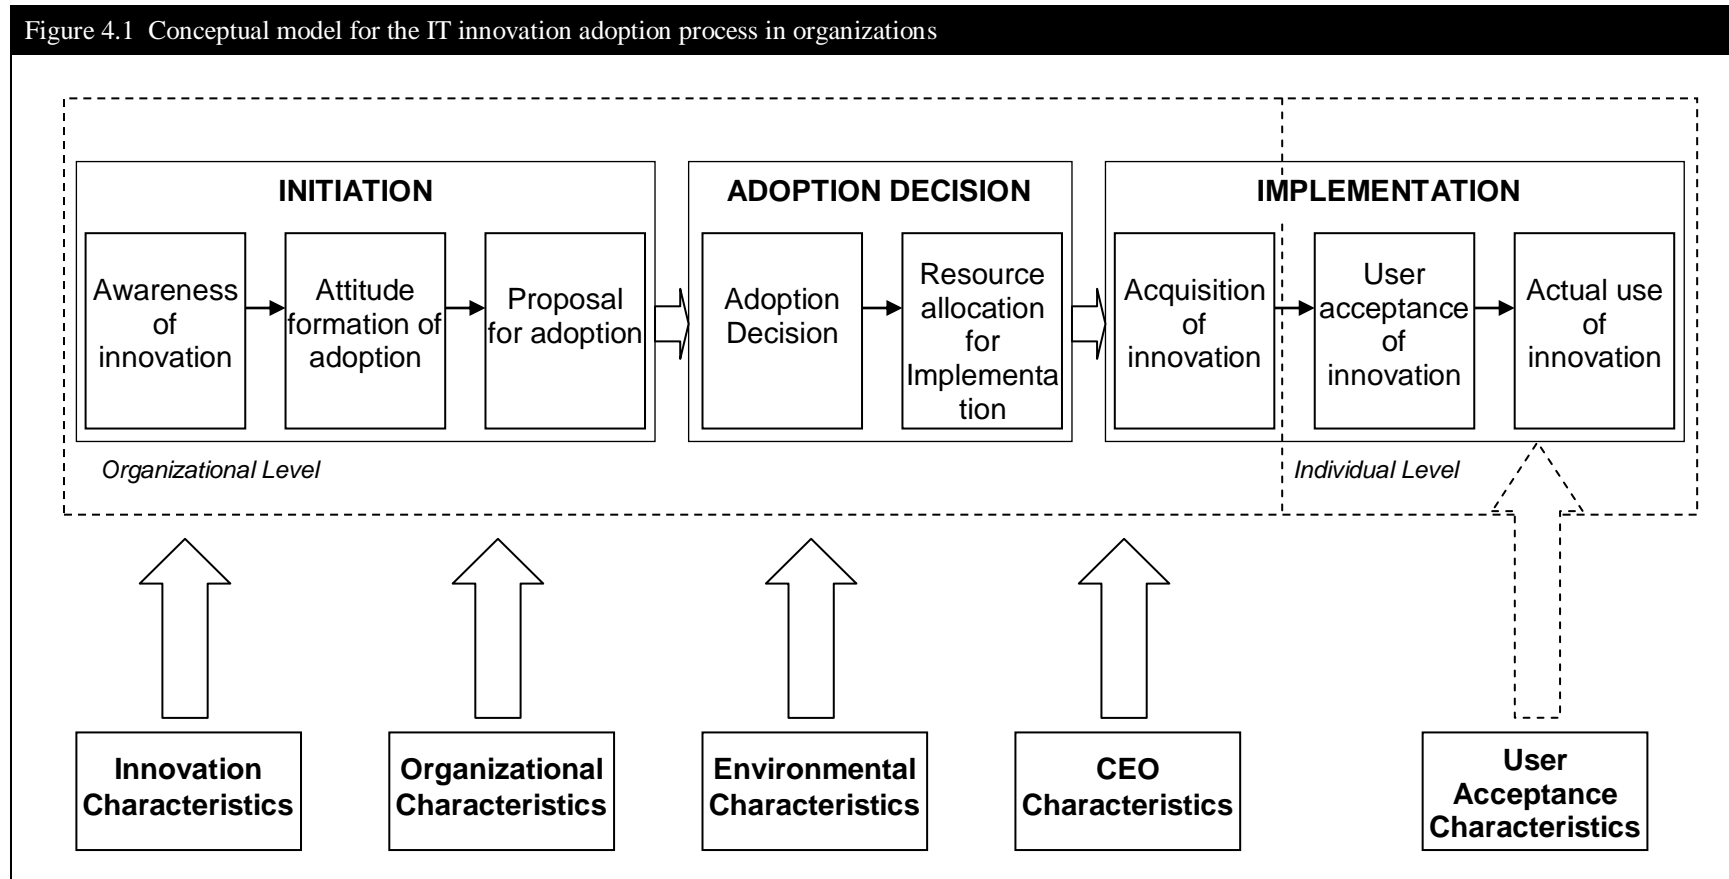 Figure 4.1  Conceptual model for the IT innovation adoption process in organizations
INITIATION
Awareness
of
innovation
Attitude
formation of
adoption
Proposal
for adoption
ADOPTION DECISION
Adoption
Decision
Resource
allocation
for
Implementa
tion
IMPLEMENTATION
Acquisition
of
innovation
User
acceptance
of
innovation
Actual use
of
innovation
Organizational Level
Individual Level
Innovation
Characteristics
Organizational
Characteristics
Environmental
Characteristics
CEO
Characteristics
User
Acceptance
Characteristics